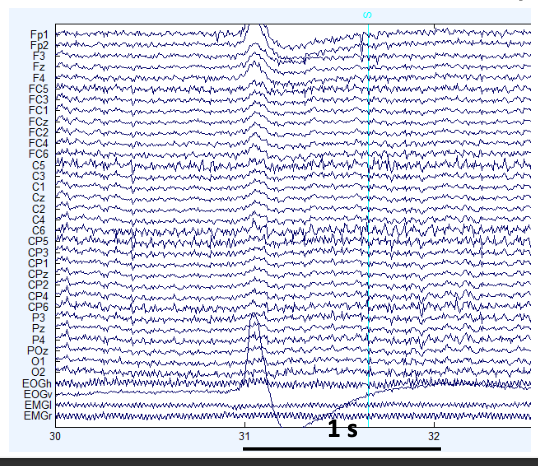 S
Fp1
Fp2
F3
Fz
F4
FC5
FC3
FC1
FCz
FC2
FC4
FC6
C5
C3
C1
Cz
C2
C4
C6
CP5
CP3
CP1
CPz
CP2
CP4
CP6
P3
Pz
P4
POz
O1
O2
EOGh
EOGv
EMGl
EMGr
30 31 32
1 s